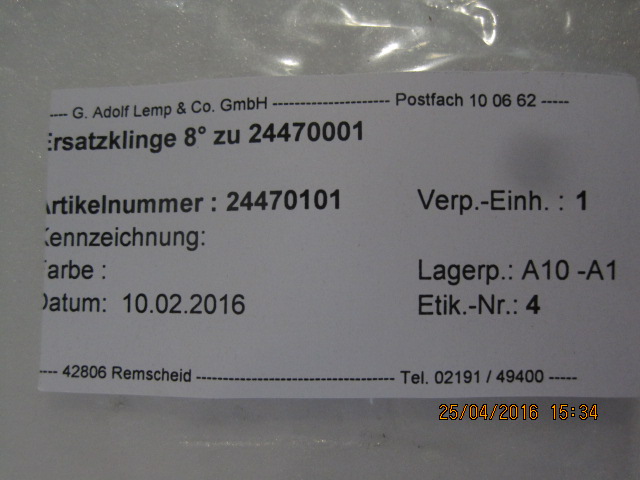 ---- G. Adolf Lemp & Co. GmbH -------------------- Postfach 10 06 62 -----
Ersatzklinge 8° zu 24470001
Artikelnummer : 24470101 Verp.-Einh. : 1
Kennzeichnung:
Farbe : Lagerp.: A10 -A1
Datum: 10.02.2016 Etik.-Nr.: 4
---- 42806 Remscheid ----------------------------------- Tel. 02191 / 49400 -----
25/04/2016 15:34